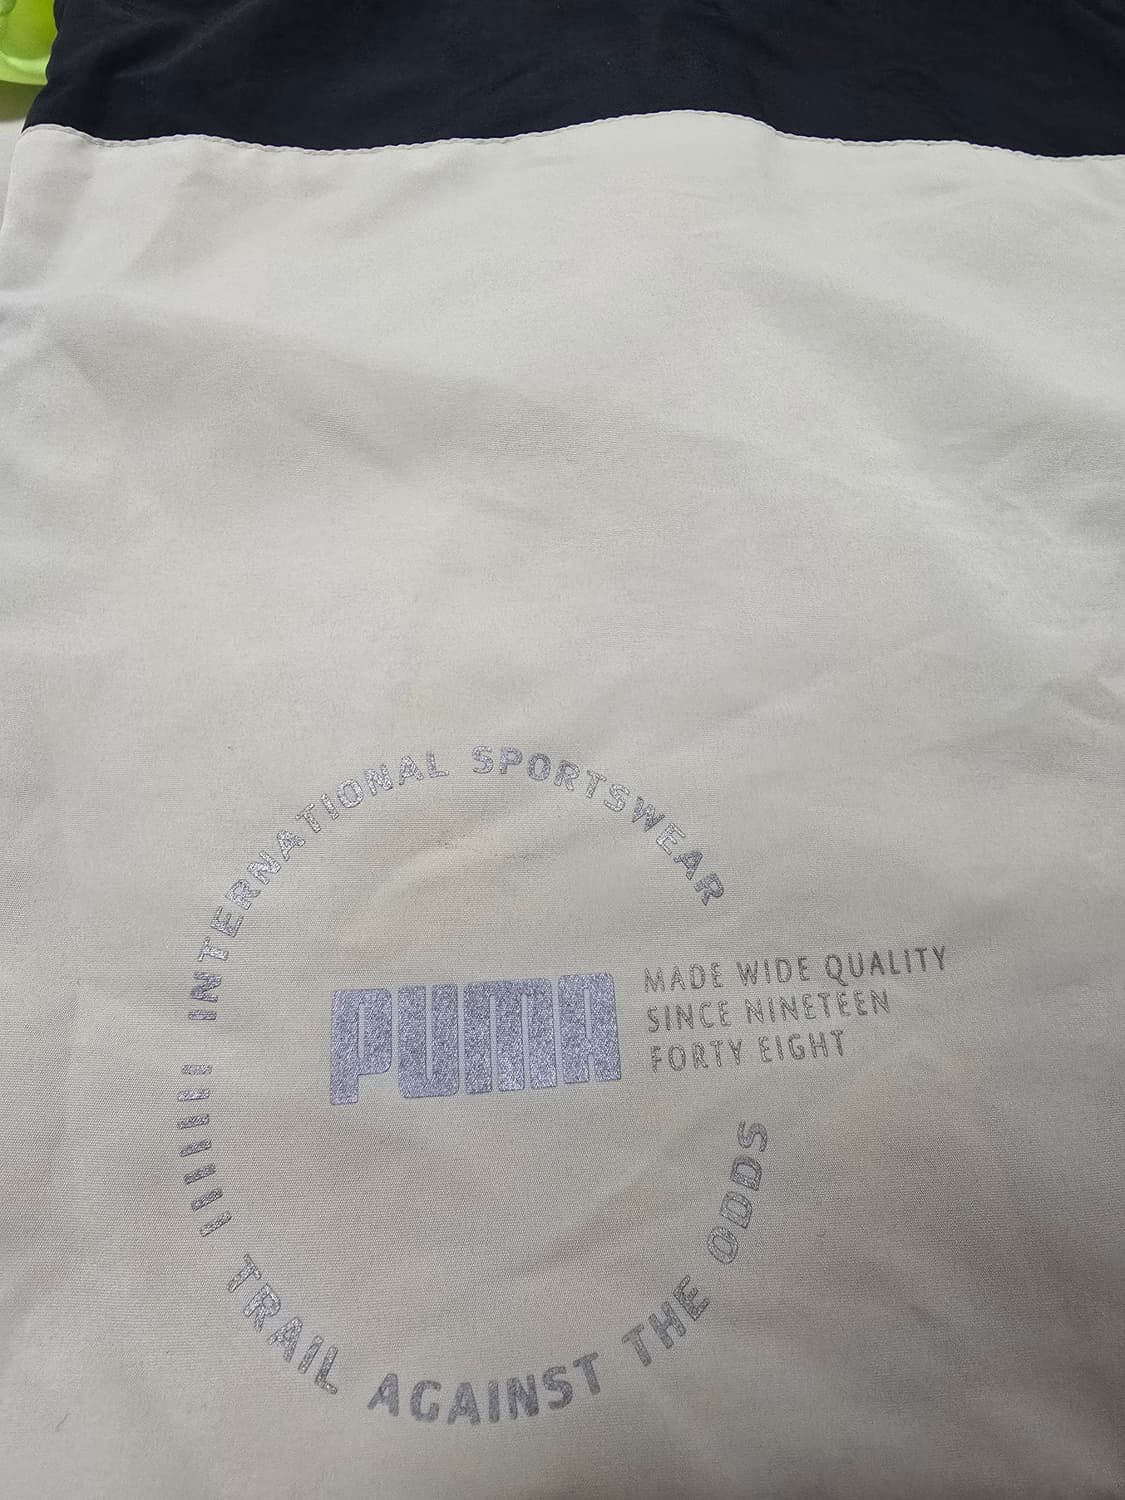 INTERNATIONAL SPORTSWEAR
PUMA
MADE WIDE QUALITY
SINCE NINETEEN
FORTY EIGHT
TRAIL AGAINST THE ODDS